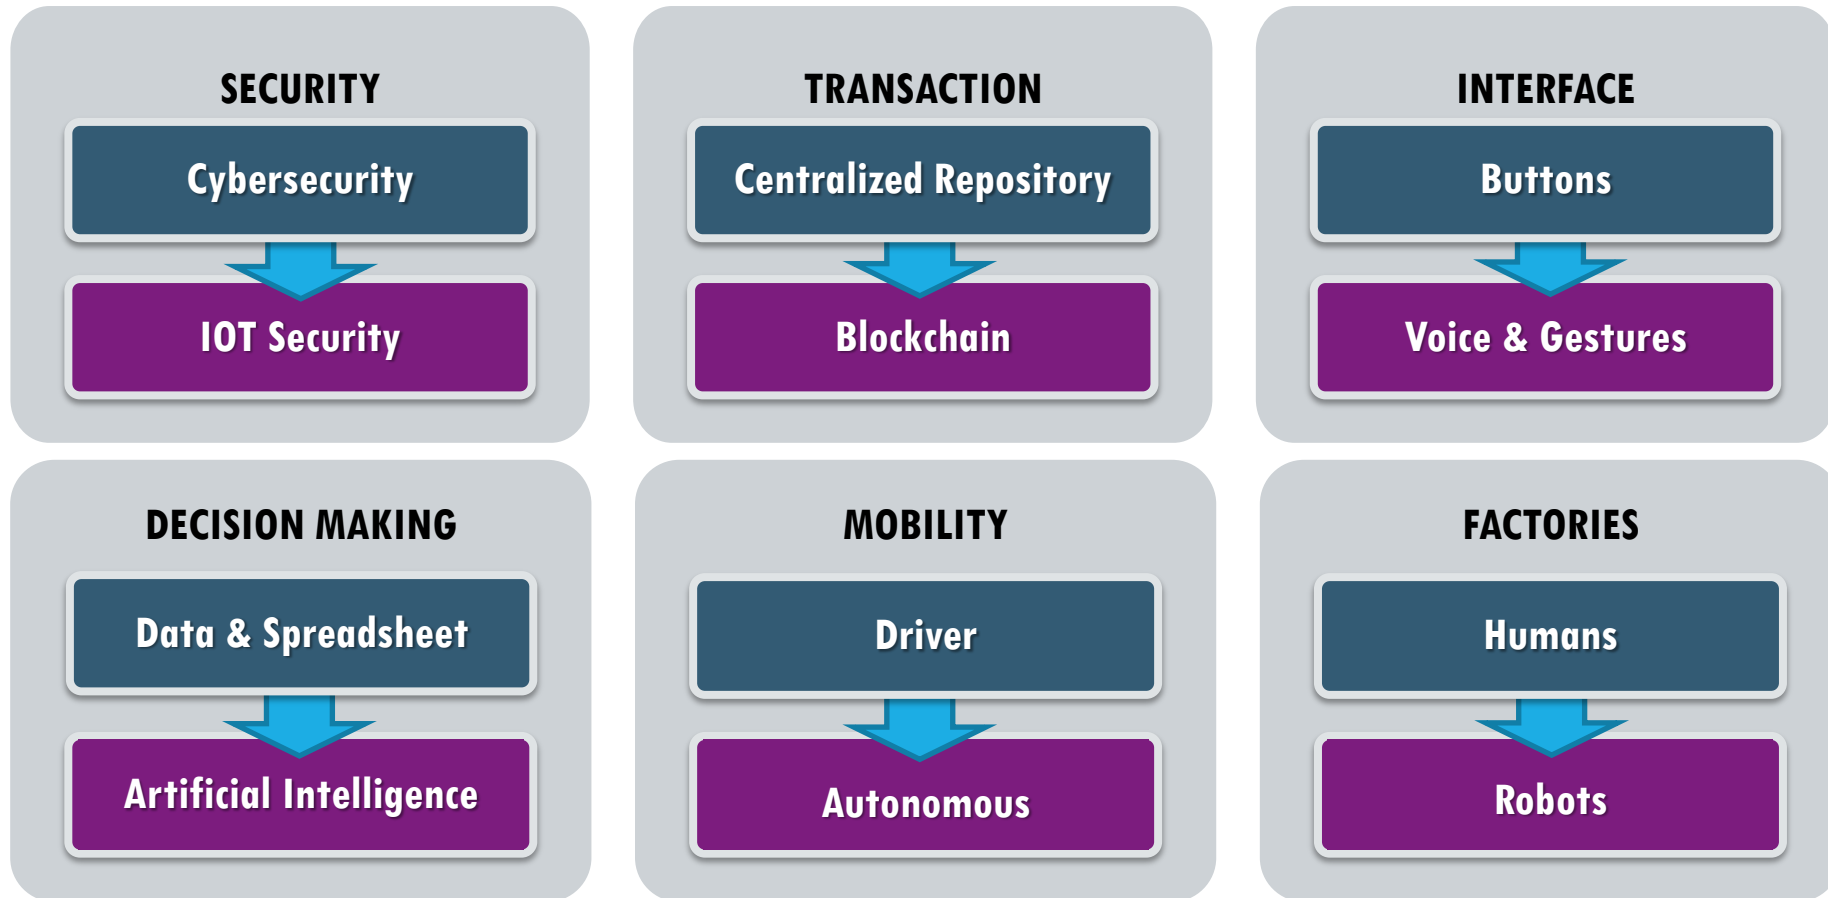 SECURITY
Cybersecurity
IOT Security
TRANSACTION
Centralized Repository
Blockchain
INTERFACE
Buttons
Voice & Gestures
DECISION MAKING
Data & Spreadsheet
Artificial Intelligence
MOBILITY
Driver
Autonomous
FACTORIES
Humans
Robots